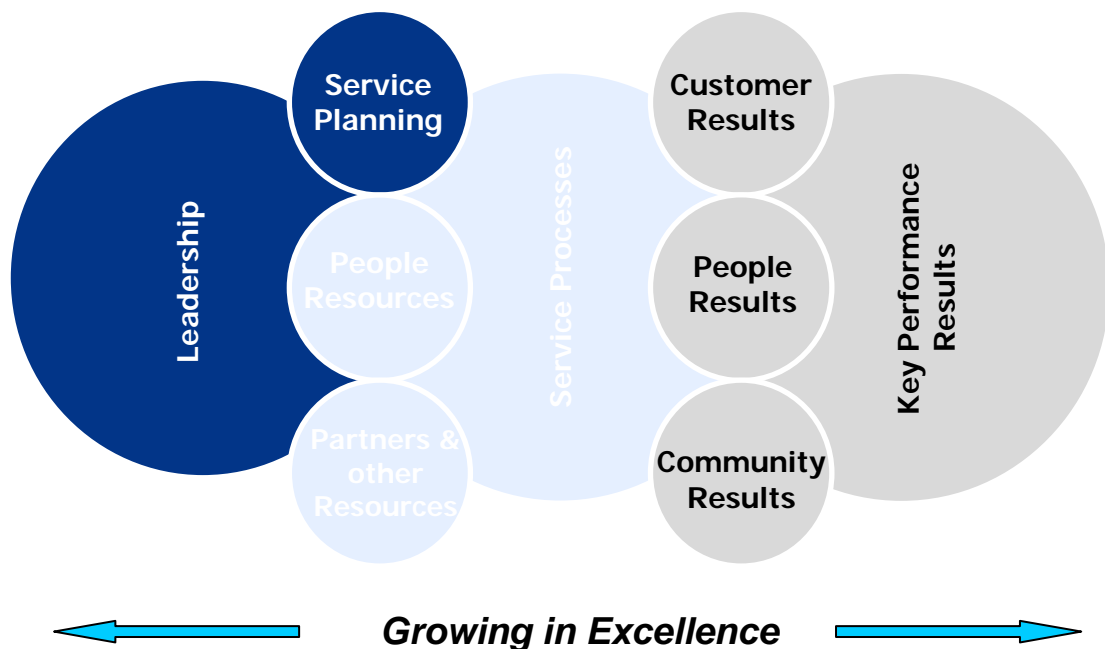 Leadership
Service
Planning
People
Resources
Partners &
other
Resources
Service Processes
Customer
Results
People
Results
Community
Results
Key Performance
Results
Growing in Excellence